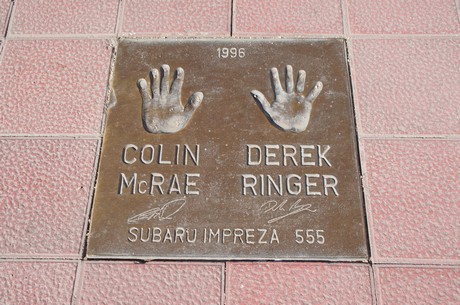 1996
COLIN DEREK
McRAE RINGER
SUBARU IMPREZA 555